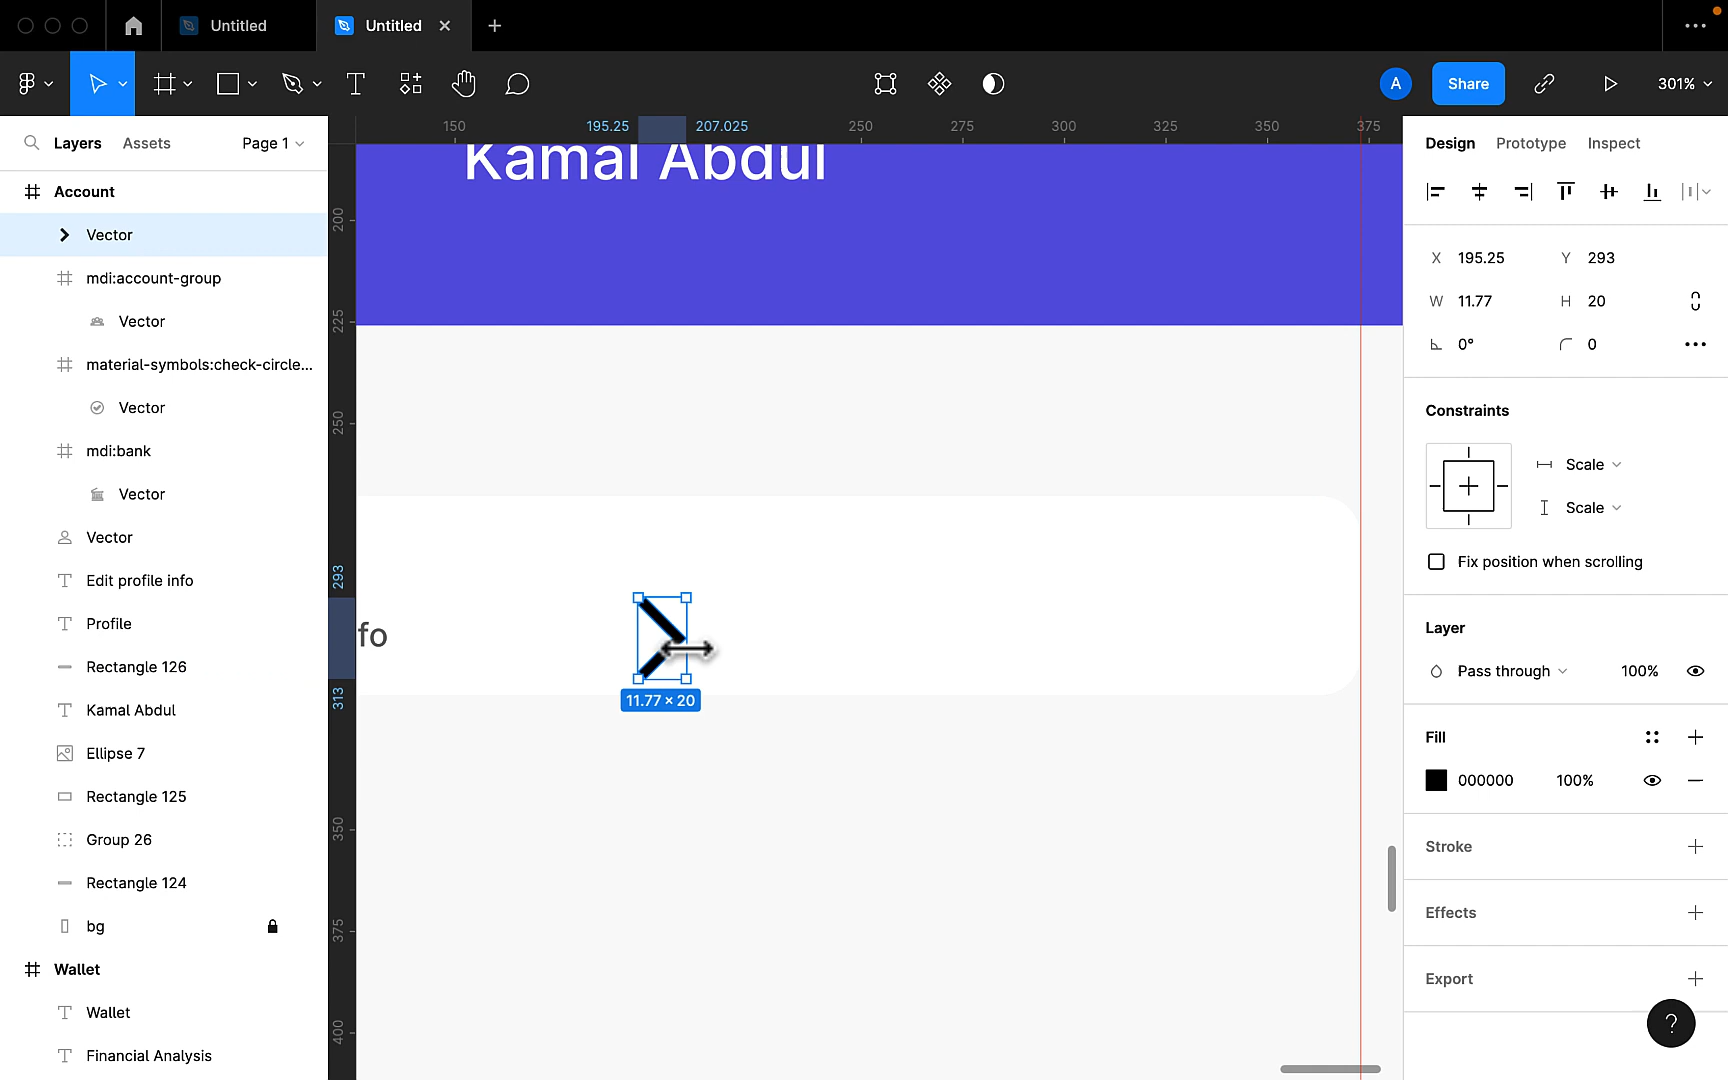 Untitled
Untitled
A
Share
301%
Layers
Assets
Page 1
150
195.25
207.025
250
275
300
325
350
375
Design
Prototype
Inspect
Account
Vector
mdi:account-group
Vector
material-symbols:check-circle...
Vector
mdi:bank
Vector
Vector
Edit profile info
Profile
Rectangle 126
Kamal Abdul
Ellipse 7
Rectangle 125
Group 26
Rectangle 124
bg
Wallet
Wallet
Financial Analysis
200
225
250
293
313
350
375
400
Kamal Abdul
fo
11.77 × 20
X 195.25
Y 293
W 11.77
H 20
0°
0
Constraints
Scale
Scale
Fix position when scrolling
Layer
Pass through
100%
Fill
000000
100%
Stroke
Effects
Export
?